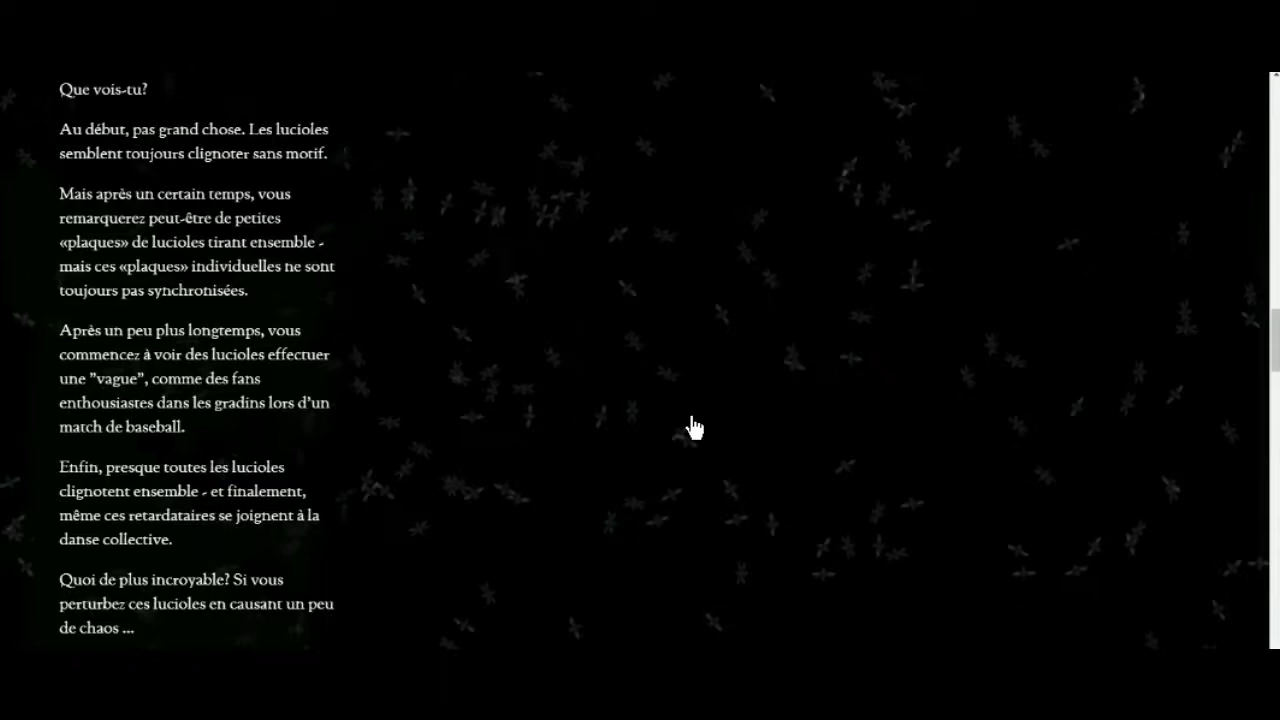 Que vois-tu?
Au début, pas grand chose. Les lucioles
semblent toujours clignoter sans motif.
Mais après un certain temps, vous
remarquerez peut-être de petites
«plaques» de lucioles tirant ensemble -
mais ces «plaques» individuelles ne sont
toujours pas synchronisées.
Après un peu plus longtemps, vous
commencez à voir des lucioles effectuer
une "vague", comme des fans
enthousiastes dans les gradins lors d'un
match de baseball.
Enfin, presque toutes les lucioles
clignotent ensemble - et finalement,
même ces retardataires se joignent à la
danse collective.
Quoi de plus incroyable? Si vous
perturbez ces lucioles en causant un peu
de chaos ...